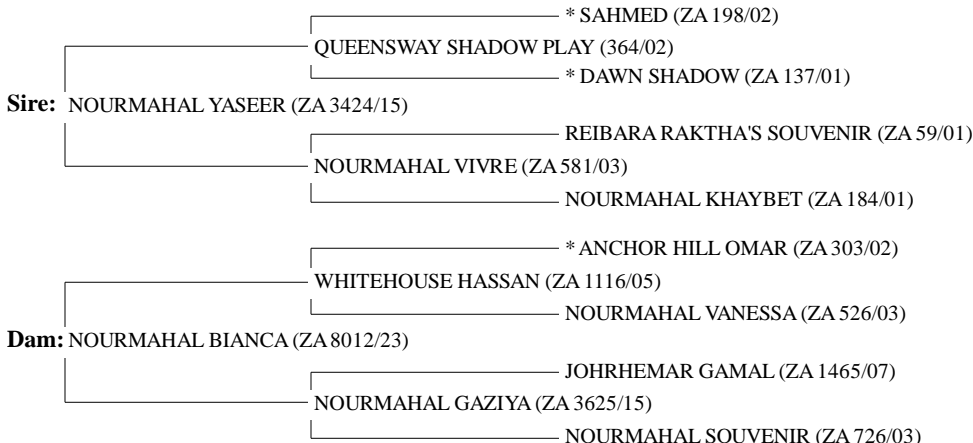 * SAHMED (ZA 198/02)
QUEENSWAY SHADOW PLAY (364/02)
* DAWN SHADOW (ZA 137/01)
Sire: NOURMAHAL YASEER (ZA 3424/15)
REIBARA RAKTHA'S SOUVENIR (ZA 59/01)
NOURMAHAL VIVRE (ZA 581/03)
NOURMAHAL KHAYBET (ZA 184/01)
* ANCHOR HILL OMAR (ZA 303/02)
WHITEHOUSE HASSAN (ZA 1116/05)
NOURMAHAL VANESSA (ZA 526/03)
Dam: NOURMAHAL BIANCA (ZA 8012/23)
JOHRHEMAR GAMAL (ZA 1465/07)
NOURMAHAL GAZIYA (ZA 3625/15)
NOURMAHAL SOUVENIR (ZA 726/03)